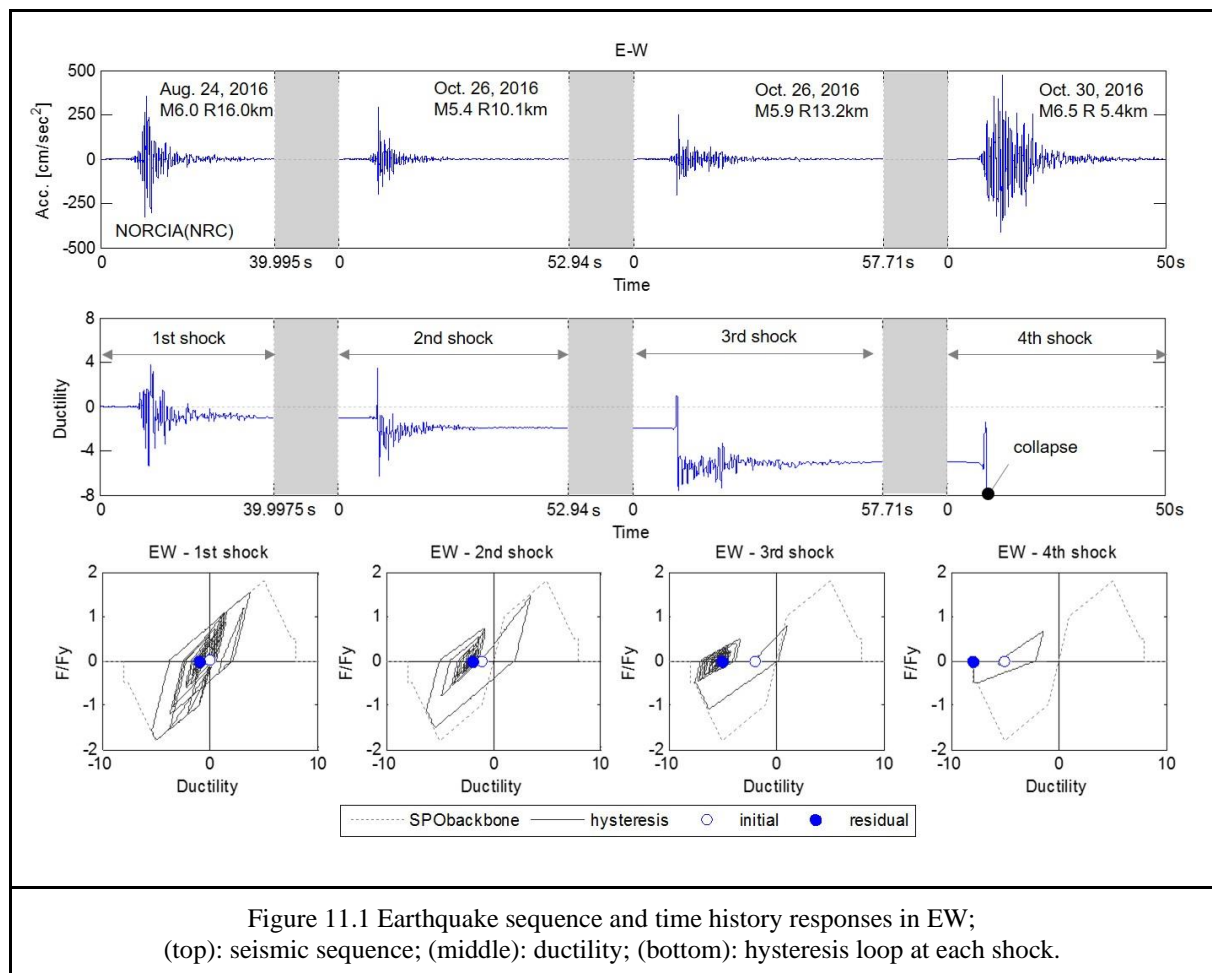 E-W
500
250
0
-250
-500
Acc. [cm/sec²]
Aug. 24, 2016
M6.0 R16.0km
Oct. 26, 2016
M5.4 R10.1km
Oct. 26, 2016
M5.9 R13.2km
Oct. 30, 2016
M6.5 R 5.4km
NORCIA(NRC)
0 39.995 s 0 52.94 s 0 57.71s 0 50s
Time
8
4
0
-4
-8
Ductility
1st shock 2nd shock 3rd shock 4th shock
collapse
0 39.9975 s 0 52.94 s 0 57.71s 0 50s
Time
EW - 1st shock EW - 2nd shock EW - 3rd shock EW - 4th shock
2 2 2 2
1 1 1 1
0 0 0 0
-1 -1 -1 -1
-2 -2 -2 -2
F/Fy F/Fy F/Fy F/Fy
-10 0 10 -10 0 10 -10 0 10 -10 0 10
Ductility Ductility Ductility Ductility
SPObackbone hysteresis initial residual
Figure 11.1 Earthquake sequence and time history responses in EW;
(top): seismic sequence; (middle): ductility; (bottom): hysteresis loop at each shock.